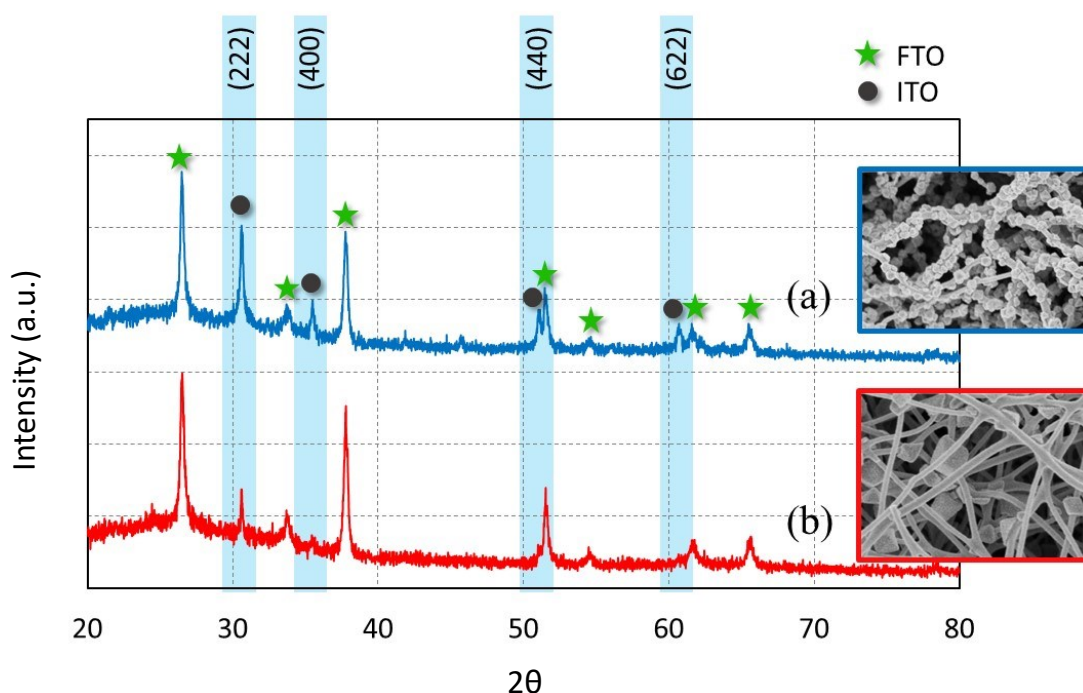 (222)
(400)
(440)
(622)
FTO
ITO
Intensity (a.u.)
(a)
(b)
20 30 40 50 60 70 80
2θ